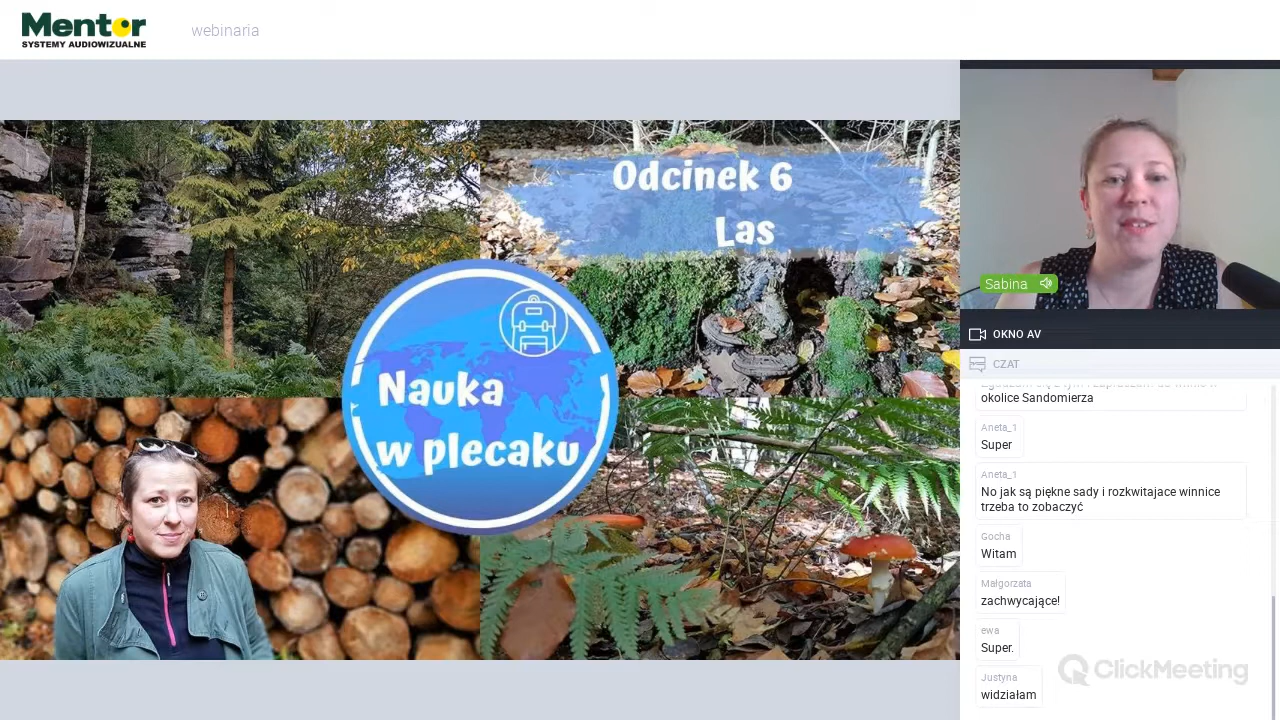 Mentor
SYSTEMY AUDIOWIZUALNE
webinaria
Odcinek 6
Las
Nauka
w plecaku
Sabina
OKNO AV
CZAT
okolice Sandomierza
Aneta_1
Super
Aneta_1
No jak są piękne sady i rozkwitajace winnice
trzeba to zobaczyć
Gocha
Witam
Małgorzata
zachwycające!
ewa
Super.
Justyna
widziałam
ClickMeeting